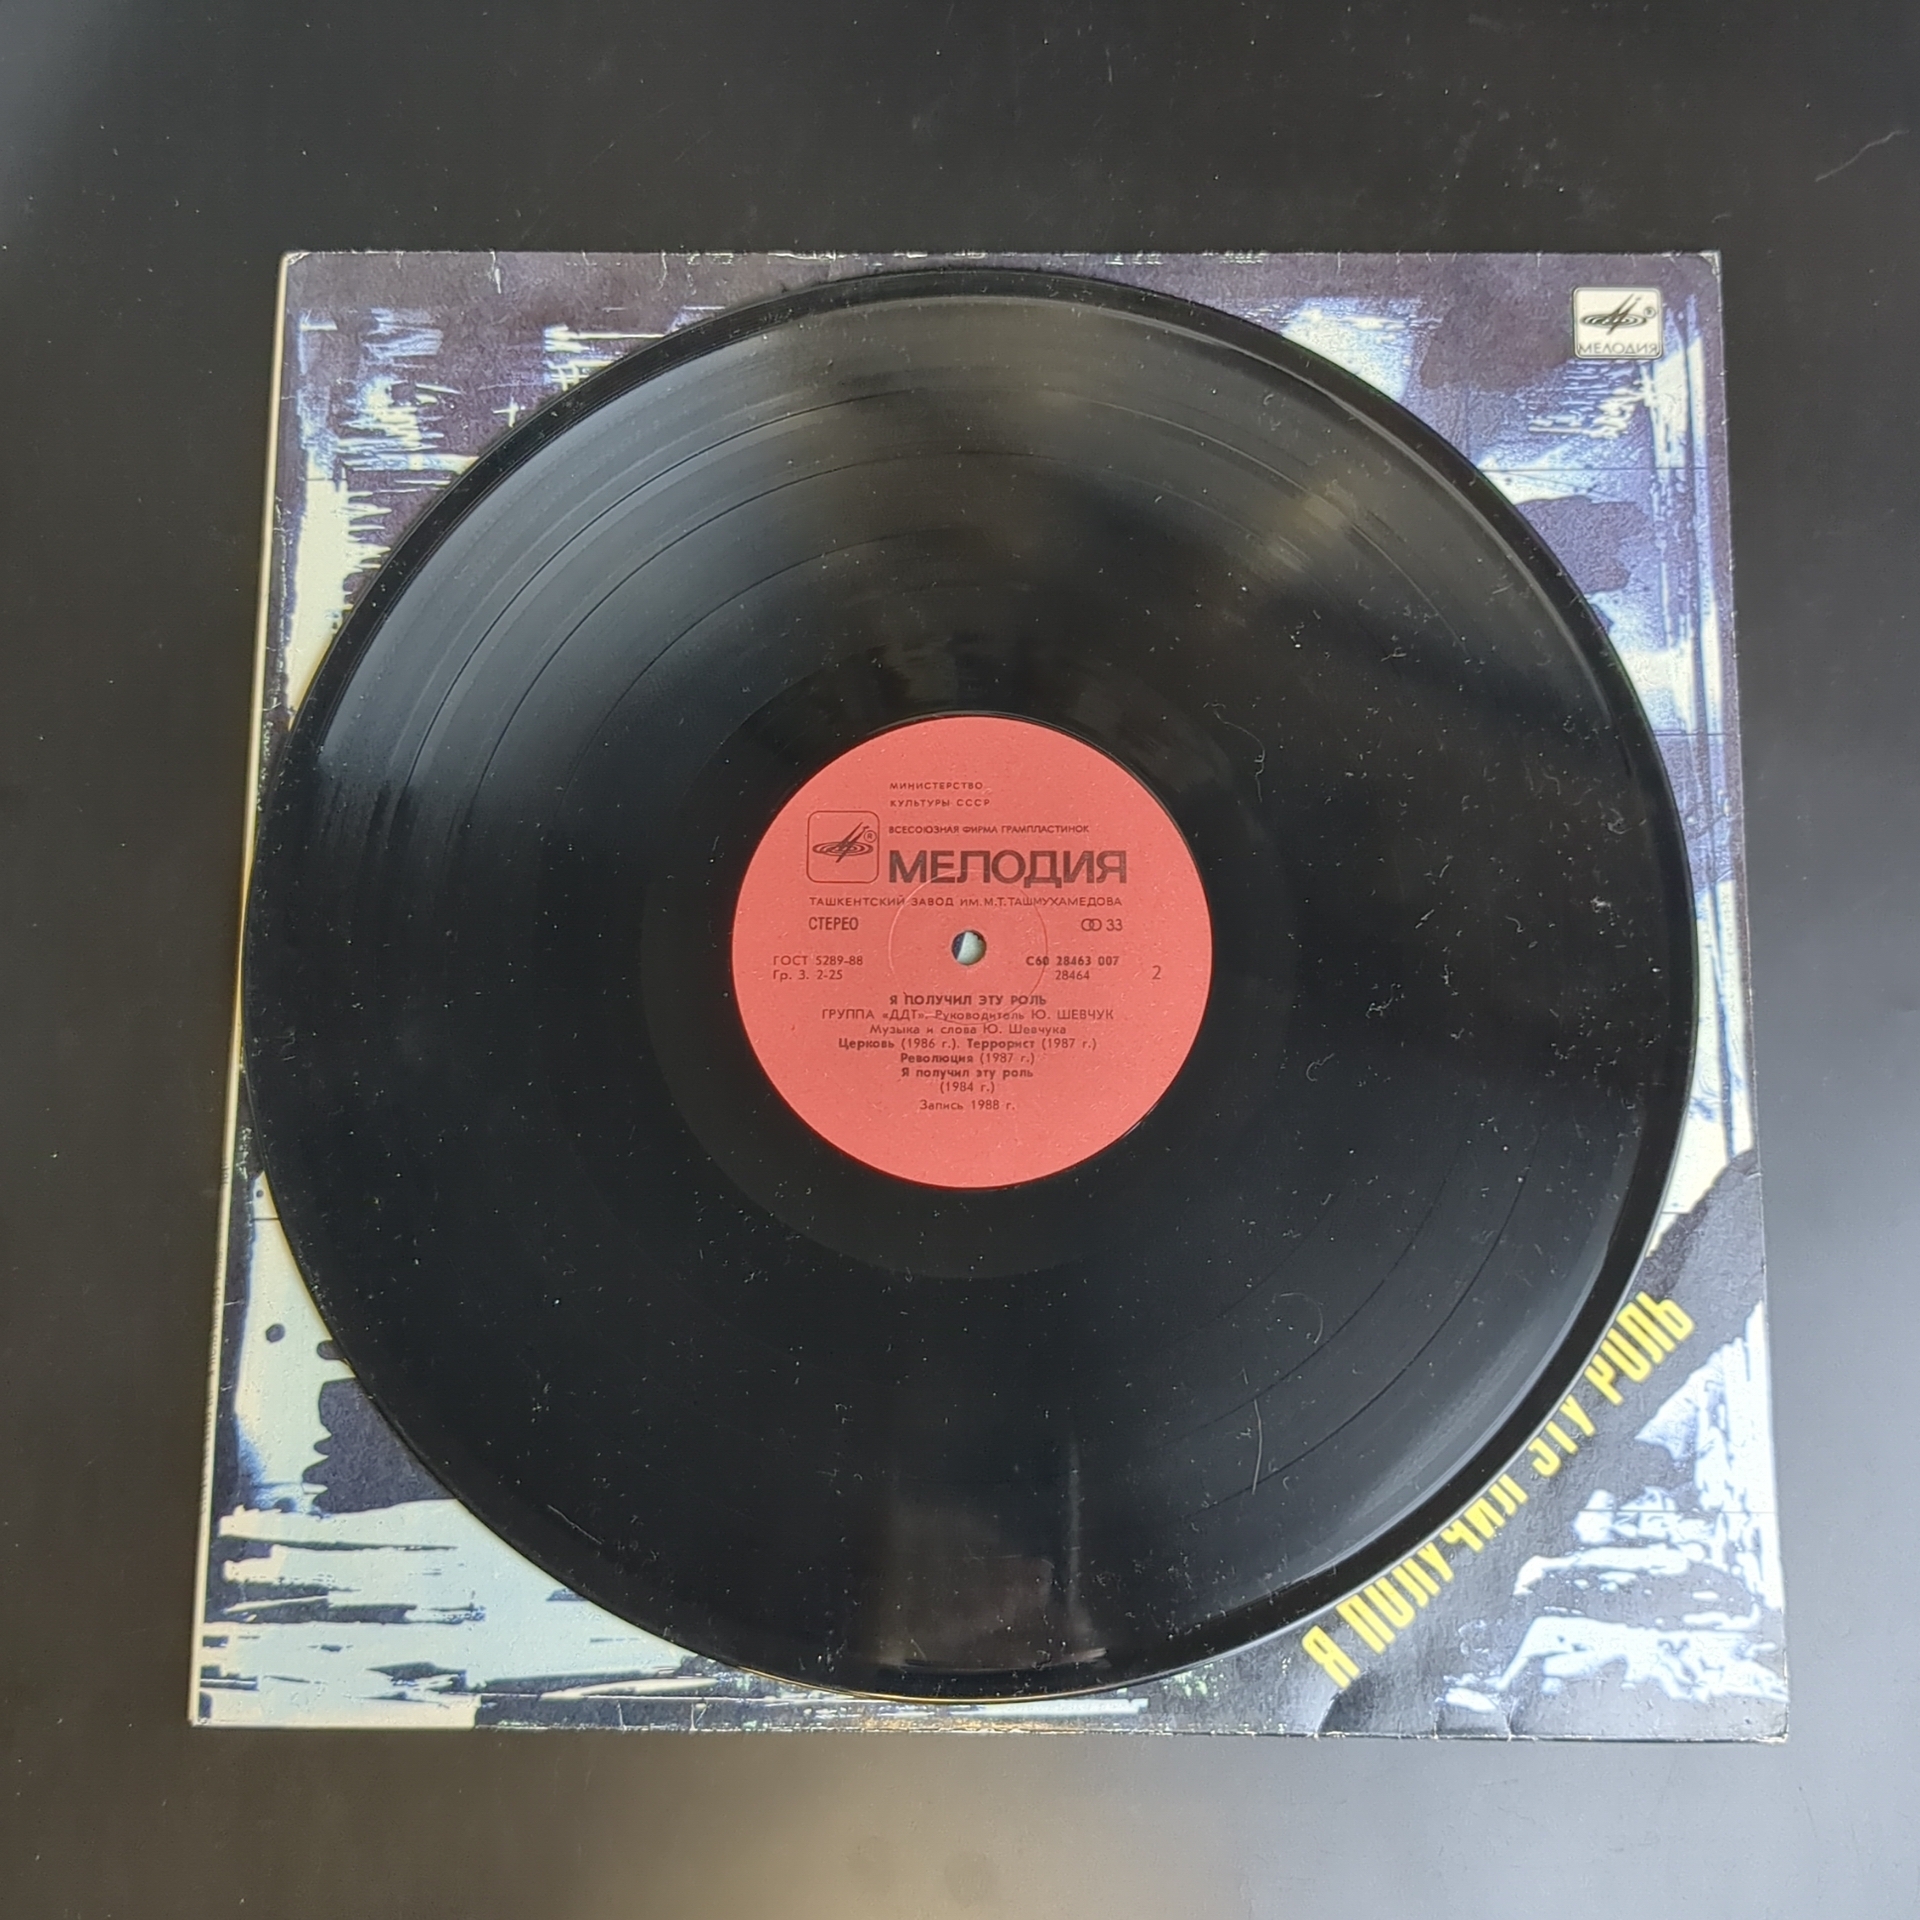 МЕЛОДИЯ
МИНИСТЕРСТВО
КУЛЬТУРЫ СССР
ВСЕСОЮЗНАЯ ФИРМА ГРАМПЛАСТИНОК
МЕЛОДИЯ
ТАШКЕНТСКИЙ ЗАВОД ИМ. М.Т. ТАШМУХАМЕДОВА
СТЕРЕО 33
ГОСТ 5289-88 С60 28463 007
Гр. 3. 2-25 28464 2
Я ПОЛУЧИЛ ЭТУ РОЛЬ
ГРУППА «ДДТ». Руководитель Ю. ШЕВЧУК
Музыка и слова Ю. Шевчука
Церковь (1986 г.). Террорист (1987 г.)
Революция (1987 г.)
Я получил эту роль
(1984 г.)
Запись 1988 г.
Я ПОЛУЧИЛ ЭТУ РОЛЬ